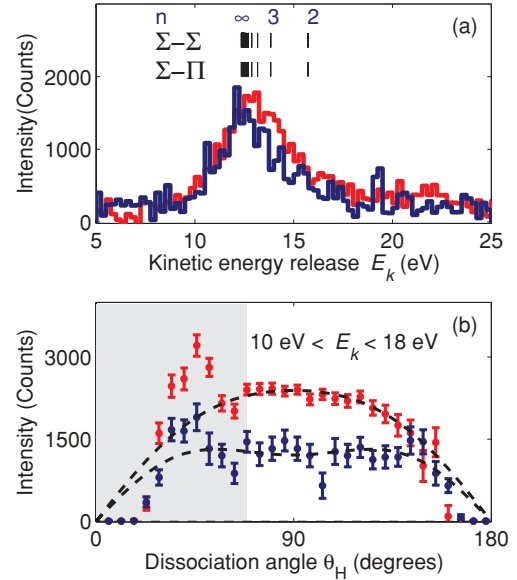 n ∞ 3 2 (a)
Σ–Σ
Σ–Π
2000
1000
0
Intensity(Counts)
5 10 15 20 25
Kinetic energy release E_k (eV)
(b)
10 eV < E_k < 18 eV
3000
1500
0
Intensity (Counts)
0 90 180
Dissociation angle θ_H (degrees)